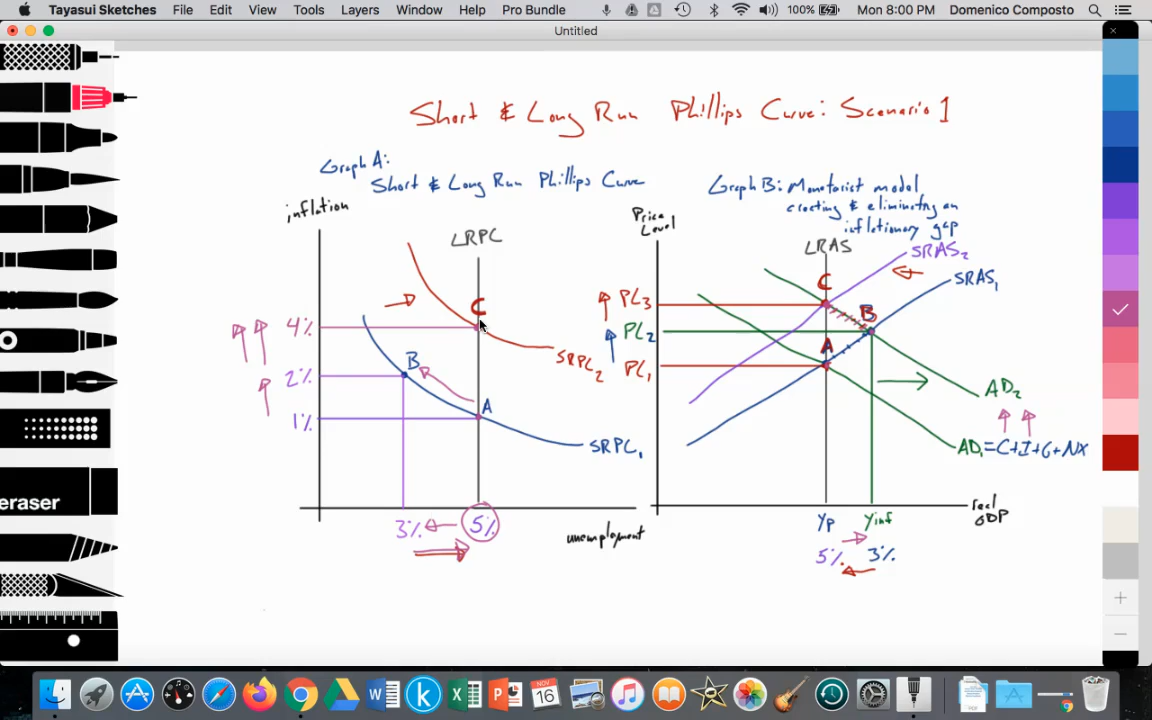 Tayasui Sketches File Edit View Tools Layers Window Help Pro Bundle 100% Mon 8:00 PM Domenico Composto
Untitled
Short & Long Run Phillips Curve: Scenario 1
Graph A:
Short & Long Run Phillips Curve
Graph B: Monetarist model
creating & eliminating an
inflationary gap
inflation
LRPC
C
4%
SRPC2
B
2%
A
1%
SRPC1
3% 5%
unemployment
Price
Level
LRAS
SRAS2
SRAS1
C
PL3
B
PL2
A
PL1
AD2
AD1=C+I+G+NX
real
GDP
Yp Yinf
5% 3%
eraser
NOV
16